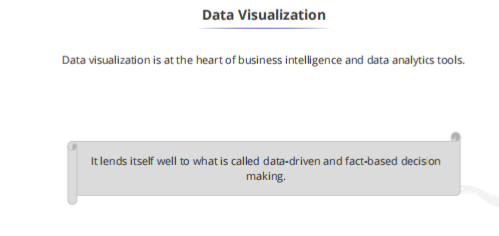 Data Visualization
Data visualization is at the heart of business intelligence and data analytics tools.
It lends itself well to what is called data-driven and fact-based decision
making.